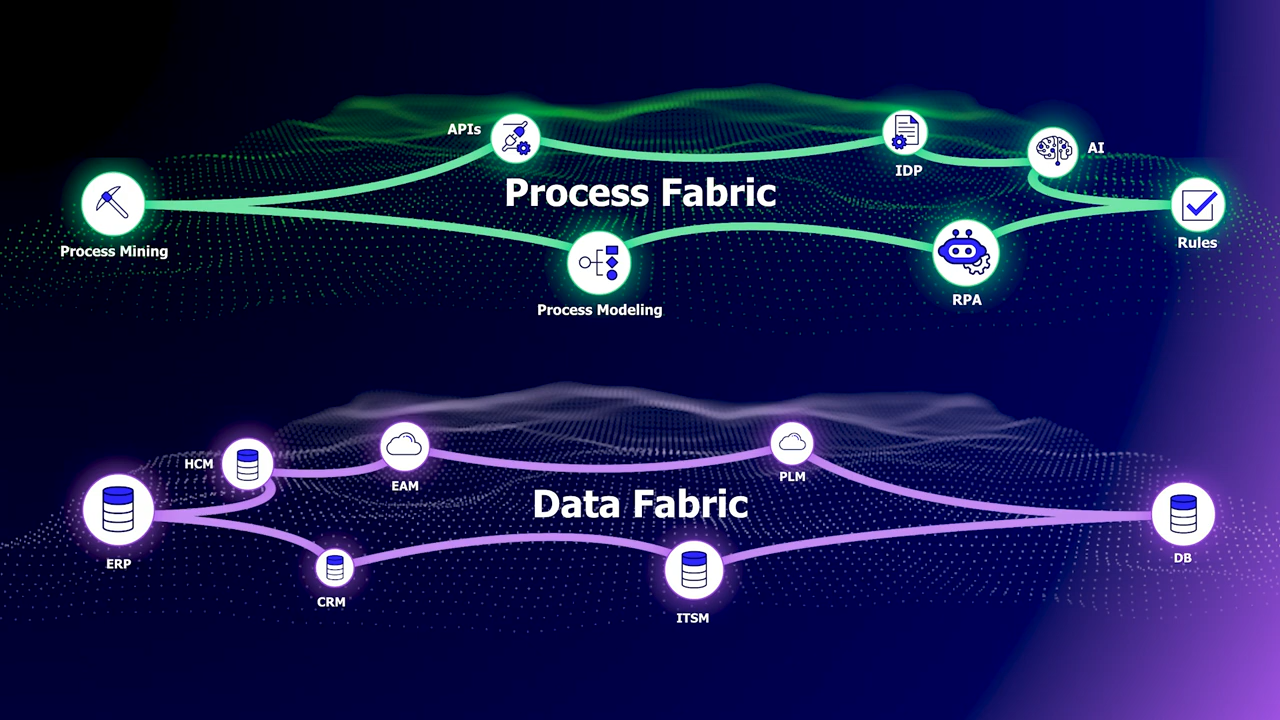 APIs
AI
IDP
Process Fabric
Process Mining
Rules
RPA
Process Modeling
HCM
EAM
PLM
Data Fabric
ERP
DB
CRM
ITSM